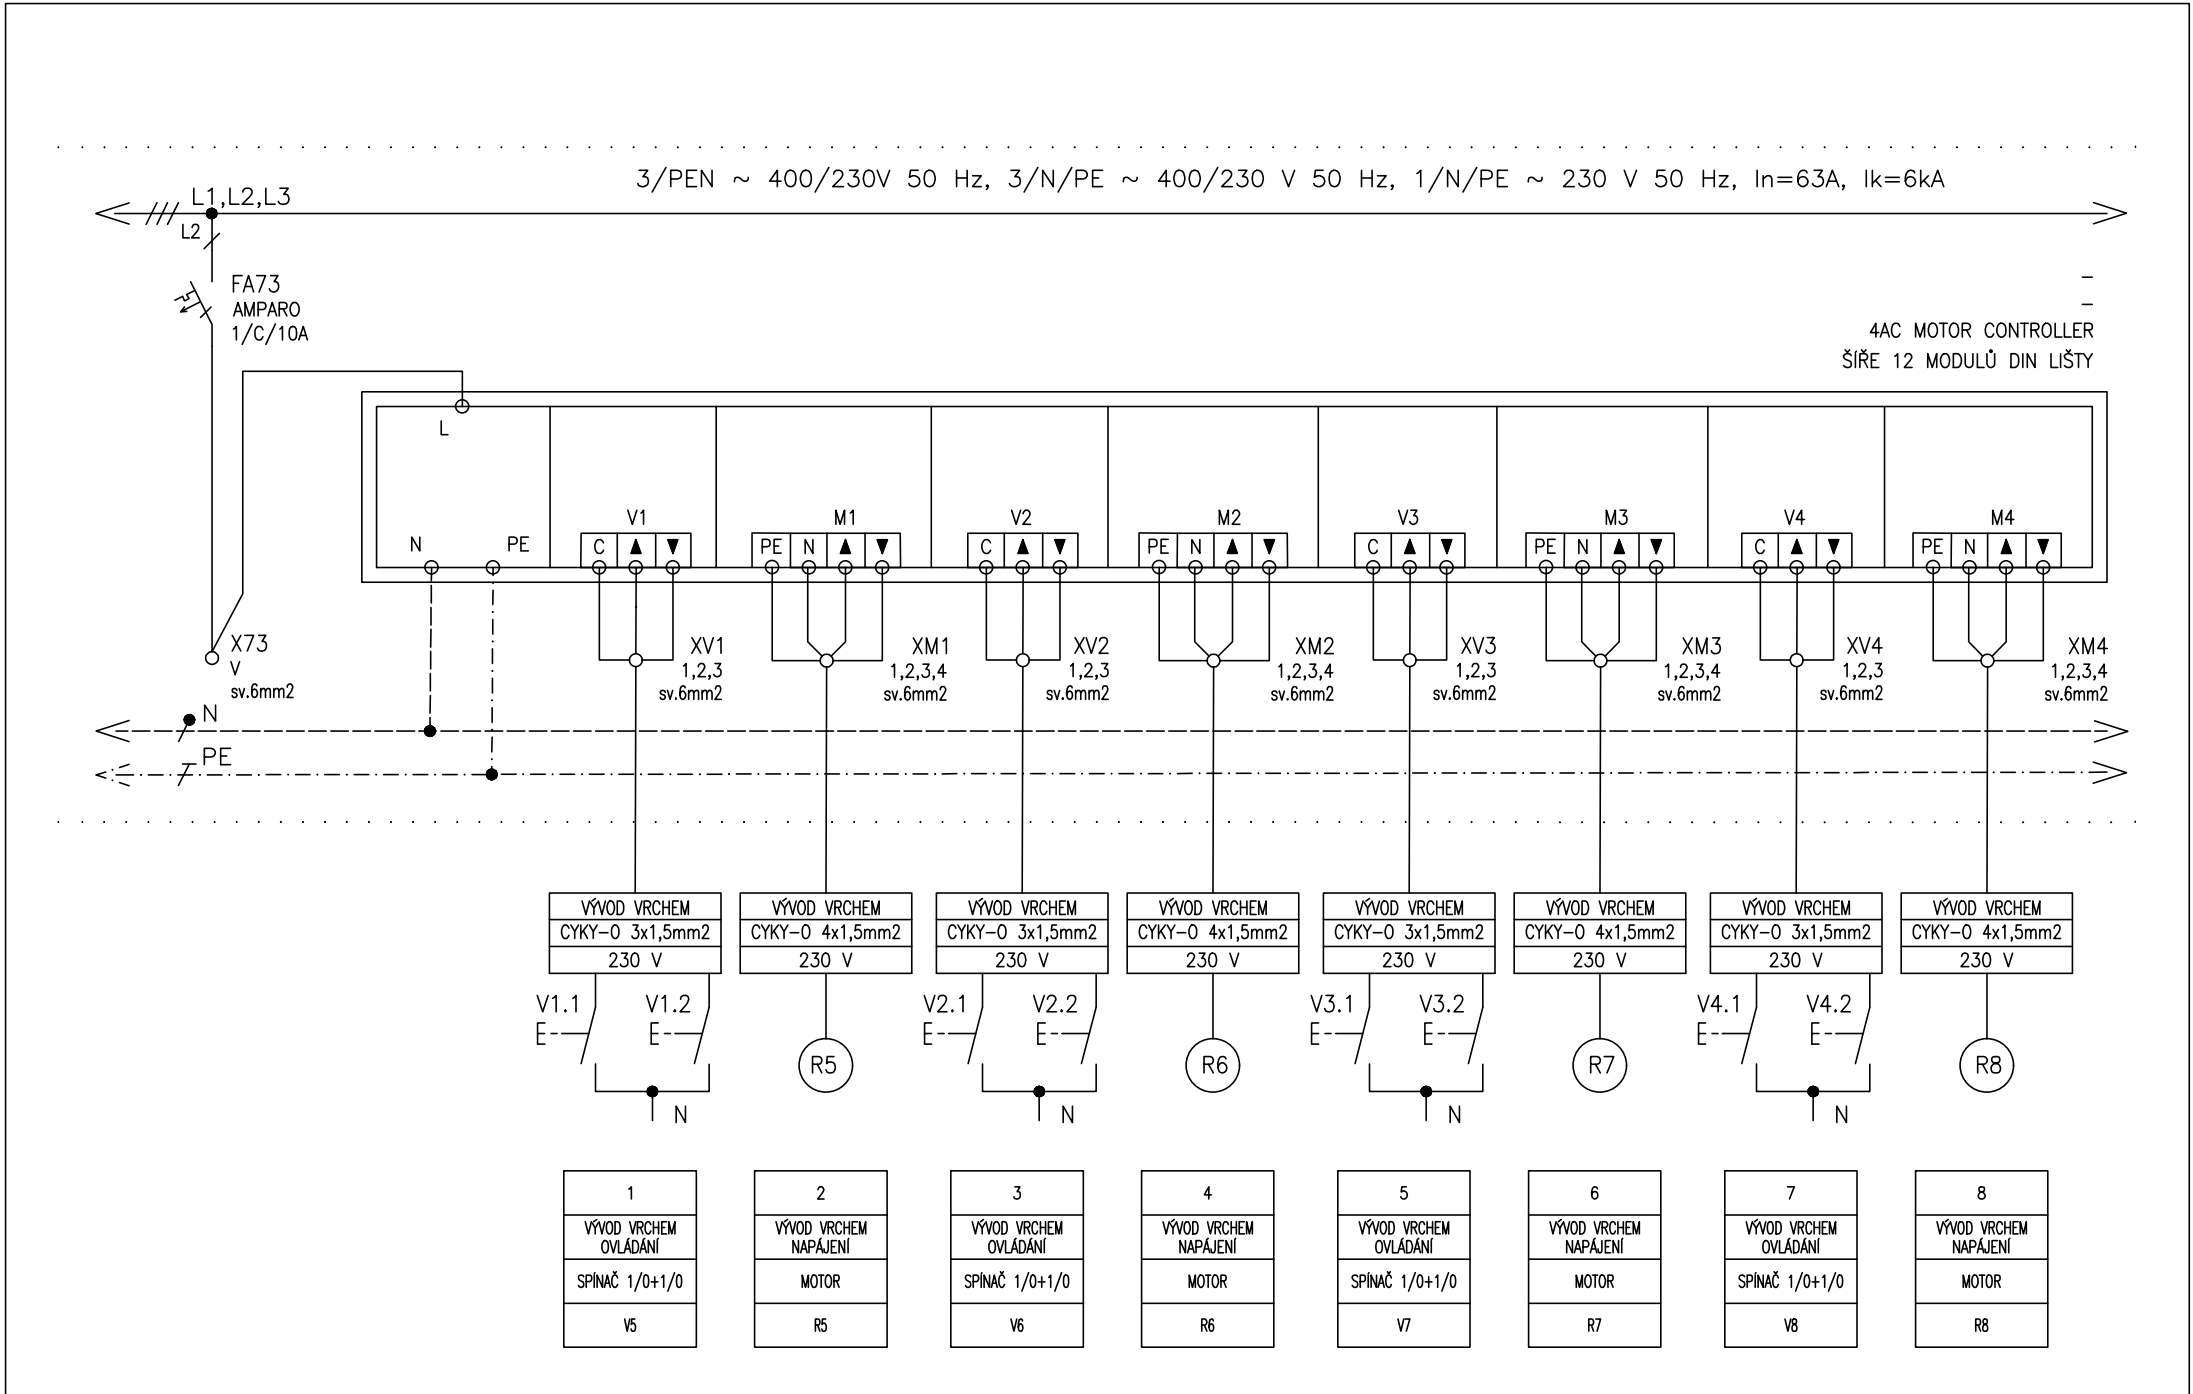 3/PEN ~ 400/230V 50 Hz, 3/N/PE ~ 400/230 V 50 Hz, 1/N/PE ~ 230 V 50 Hz, In=63A, Ik=6kA
L1,L2,L3
L2
FA73
AMPARO
1/C/10A
–
–
4AC MOTOR CONTROLLER
ŠÍŘE 12 MODULŮ DIN LIŠTY
L
V1 M1 V2 M2 V3 M3 V4 M4
N PE C ▲ ▼ PE N ▲ ▼ C ▲ ▼ PE N ▲ ▼ C ▲ ▼ PE N ▲ ▼ C ▲ ▼ PE N ▲ ▼
X73
V
sv.6mm2
XV1
1,2,3
sv.6mm2
XM1
1,2,3,4
sv.6mm2
XV2
1,2,3
sv.6mm2
XM2
1,2,3,4
sv.6mm2
XV3
1,2,3
sv.6mm2
XM3
1,2,3,4
sv.6mm2
XV4
1,2,3
sv.6mm2
XM4
1,2,3,4
sv.6mm2
N
PE
VÝVOD VRCHEM
CYKY-O 3x1,5mm2
230 V
VÝVOD VRCHEM
CYKY-O 4x1,5mm2
230 V
VÝVOD VRCHEM
CYKY-O 3x1,5mm2
230 V
VÝVOD VRCHEM
CYKY-O 4x1,5mm2
230 V
VÝVOD VRCHEM
CYKY-O 3x1,5mm2
230 V
VÝVOD VRCHEM
CYKY-O 4x1,5mm2
230 V
VÝVOD VRCHEM
CYKY-O 3x1,5mm2
230 V
VÝVOD VRCHEM
CYKY-O 4x1,5mm2
230 V
V1.1 V1.2 V2.1 V2.2 V3.1 V3.2 V4.1 V4.2
R5 R6 R7 R8
N N N N
1
VÝVOD VRCHEM
OVLÁDÁNÍ
SPÍNAČ 1/0+1/0
V5
2
VÝVOD VRCHEM
NAPÁJENÍ
MOTOR
R5
3
VÝVOD VRCHEM
OVLÁDÁNÍ
SPÍNAČ 1/0+1/0
V6
4
VÝVOD VRCHEM
NAPÁJENÍ
MOTOR
R6
5
VÝVOD VRCHEM
OVLÁDÁNÍ
SPÍNAČ 1/0+1/0
V7
6
VÝVOD VRCHEM
NAPÁJENÍ
MOTOR
R7
7
VÝVOD VRCHEM
OVLÁDÁNÍ
SPÍNAČ 1/0+1/0
V8
8
VÝVOD VRCHEM
NAPÁJENÍ
MOTOR
R8